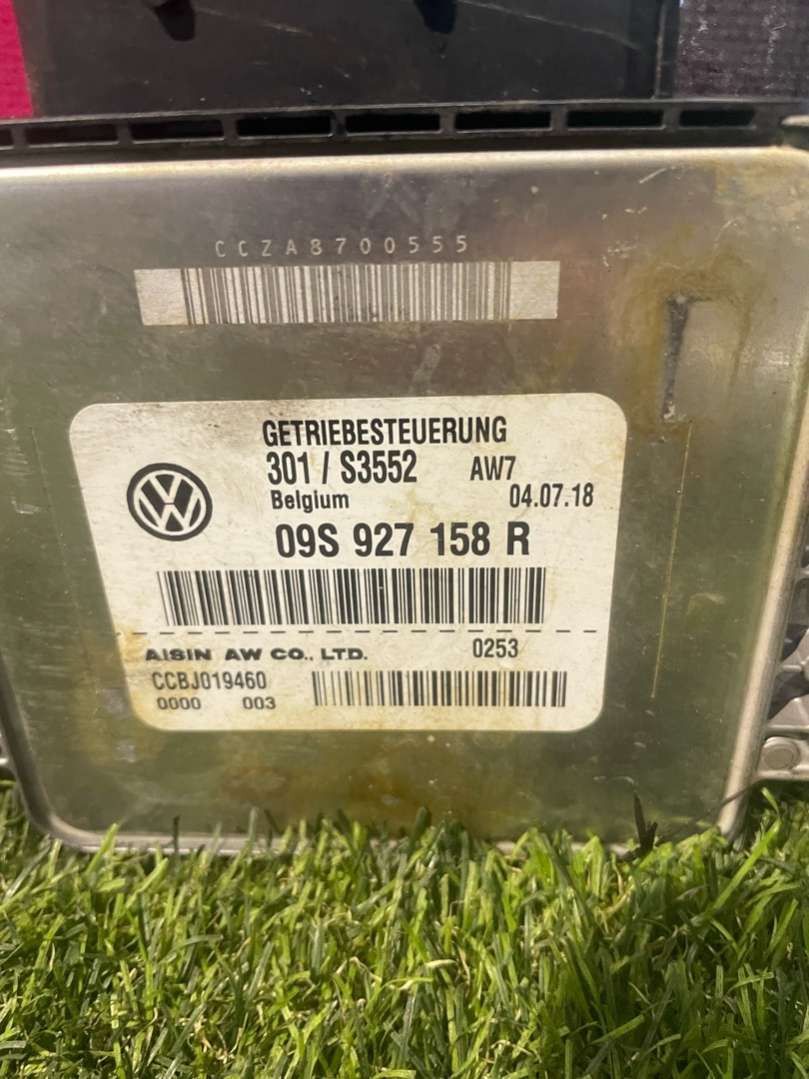 CCZA8700555
GETRIEBESTEUERUNG
301 / S3552 AW7
Belgium 04.07.18
09S 927 158 R
AISIN AW CO., LTD. 0253
CCBJ019460
0000 003